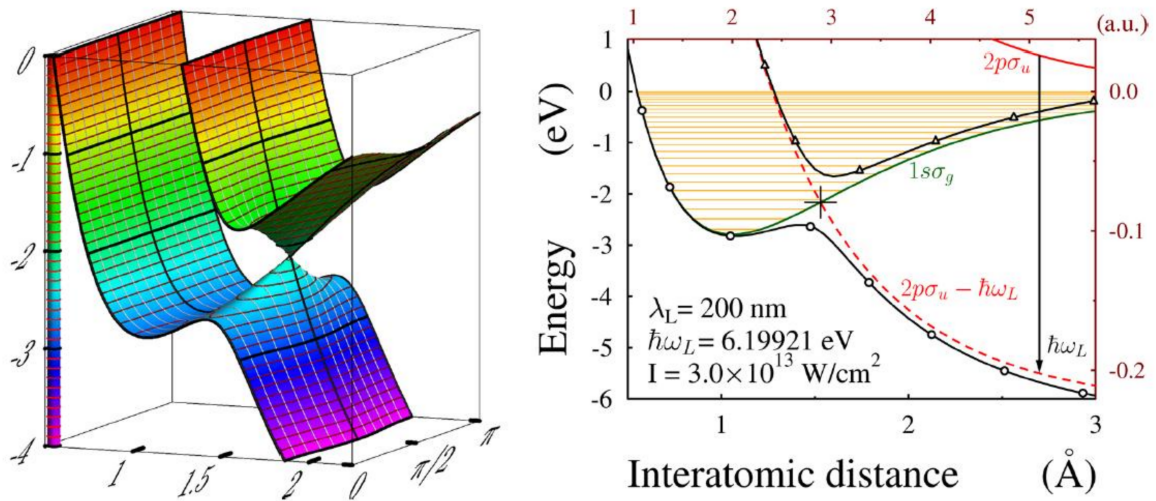 0
-1
-2
-3
-4
1
1.5
2
0
π/2
π
1 2 3 4 5 (a.u.)
1
0
-1
-2
-3
-4
-5
-6
Energy (eV)
2pσu
1sσg
2pσu − ħωL
ħωL
λL= 200 nm
ħωL= 6.19921 eV
I = 3.0×10¹³ W/cm²
0.0
-0.1
-0.2
1 2 3
Interatomic distance (Å)